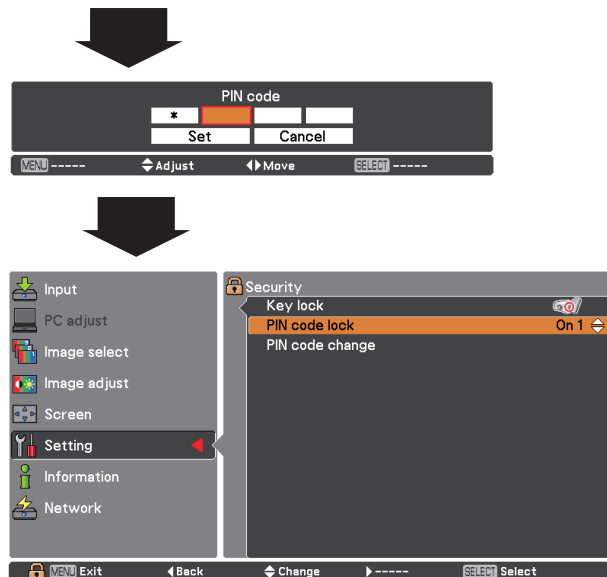 PIN code
*
Set Cancel
MENU ----- Adjust Move SELECT -----
Input
PC adjust
Image select
Image adjust
Screen
Setting
Information
Network
Security
Key lock
PIN code lock On 1
PIN code change
MENU Exit Back Change ----- SELECT Select